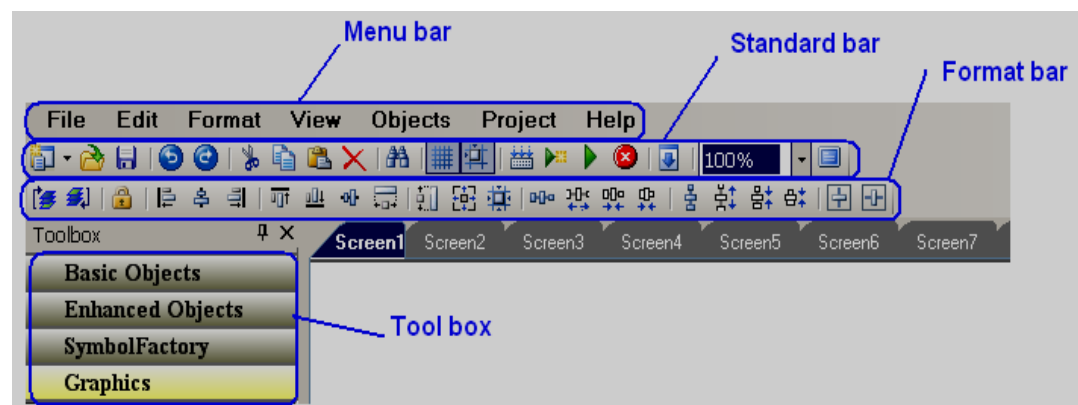 Menu bar
Standard bar
Format bar
File Edit Format View Objects Project Help
100%
Toolbox
Screen1 Screen2 Screen3 Screen4 Screen5 Screen6 Screen7
Basic Objects
Enhanced Objects
Tool box
SymbolFactory
Graphics